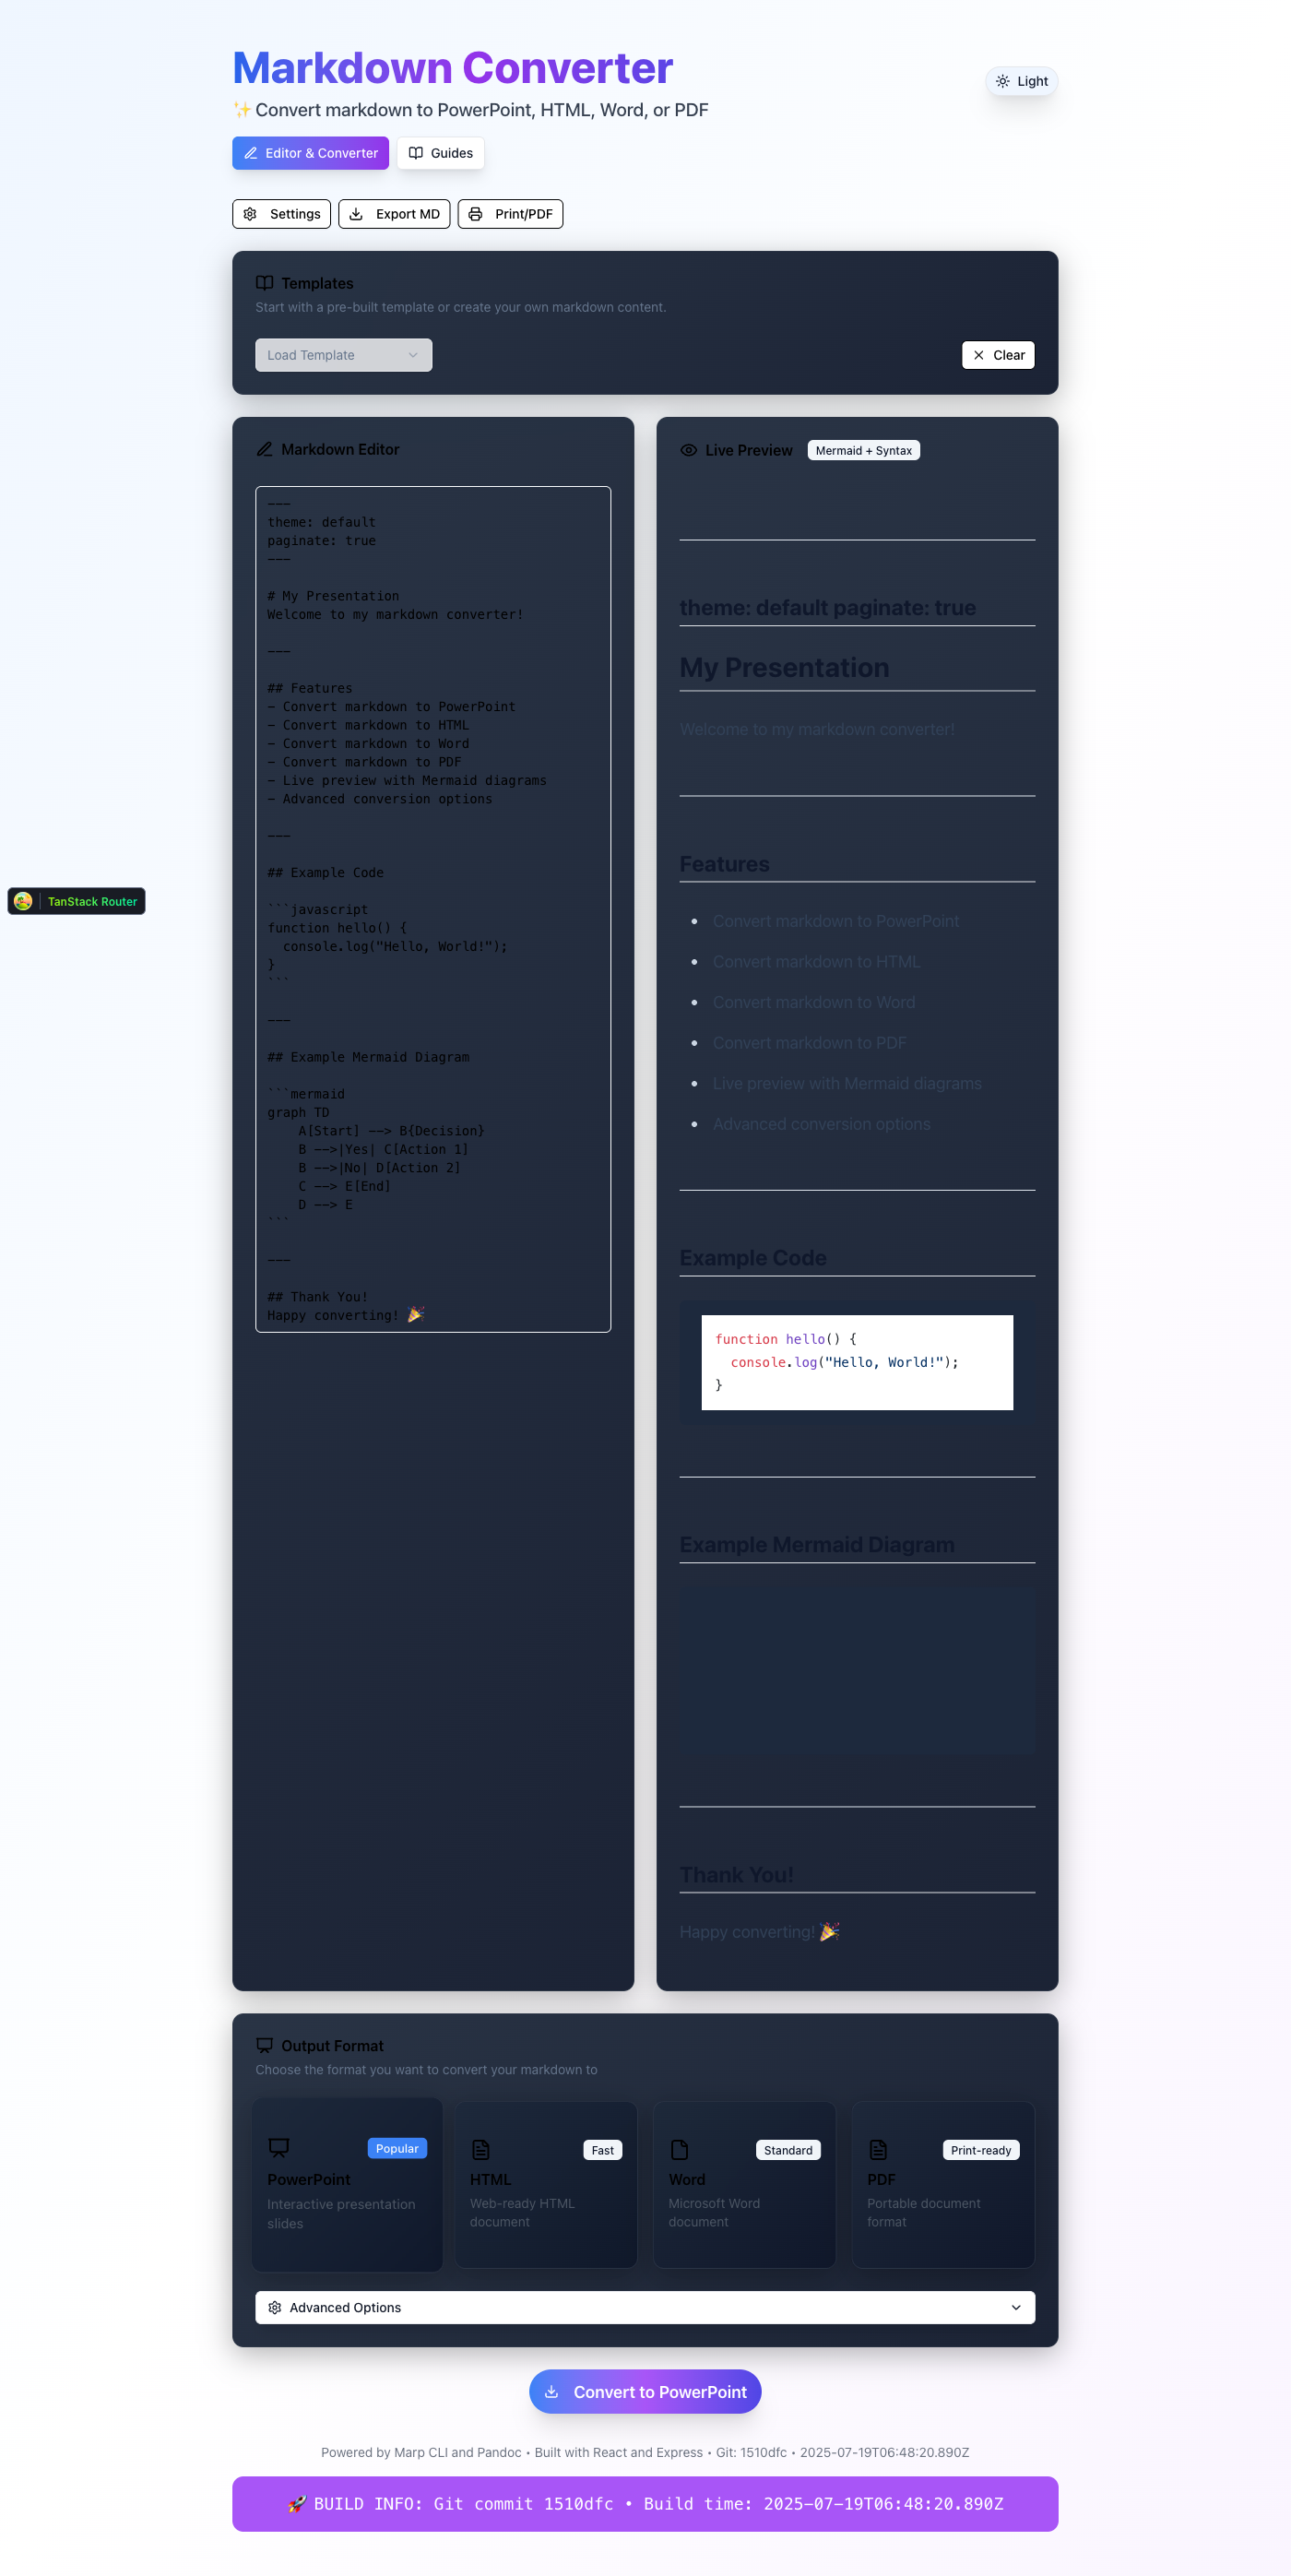 Markdown Converter
✨ Convert markdown to PowerPoint, HTML, Word, or PDF
Light
Editor & Converter
Guides
Settings
Export MD
Print/PDF
Templates
Start with a pre-built template or create your own markdown content.
Load Template
Clear
Markdown Editor
---
theme: default
paginate: true
---
# My Presentation
Welcome to my markdown converter!
---
## Features
- Convert markdown to PowerPoint
- Convert markdown to HTML
- Convert markdown to Word
- Convert markdown to PDF
- Live preview with Mermaid diagrams
- Advanced conversion options
---
## Example Code
```javascript
function hello() {
  console.log("Hello, World!");
}
```
---
## Example Mermaid Diagram
```mermaid
graph TD
    A[Start] --> B{Decision}
    B -->|Yes| C[Action 1]
    B -->|No| D[Action 2]
    C --> E[End]
    D --> E
```
---
## Thank You!
Happy converting! 🎉
Live Preview
Mermaid + Syntax
theme: default paginate: true
My Presentation
Welcome to my markdown converter!
Features
• Convert markdown to PowerPoint
• Convert markdown to HTML
• Convert markdown to Word
• Convert markdown to PDF
• Live preview with Mermaid diagrams
• Advanced conversion options
Example Code
function hello() {
  console.log("Hello, World!");
}
Example Mermaid Diagram
Thank You!
Happy converting! 🎉
TanStack Router
Output Format
Choose the format you want to convert your markdown to
Popular
PowerPoint
Interactive presentation
slides
Fast
HTML
Web-ready HTML
document
Standard
Word
Microsoft Word
document
Print-ready
PDF
Portable document
format
Advanced Options
Convert to PowerPoint
Powered by Marp CLI and Pandoc • Built with React and Express • Git: 1510dfc • 2025-07-19T06:48:20.890Z
🚀 BUILD INFO: Git commit 1510dfc • Build time: 2025-07-19T06:48:20.890Z